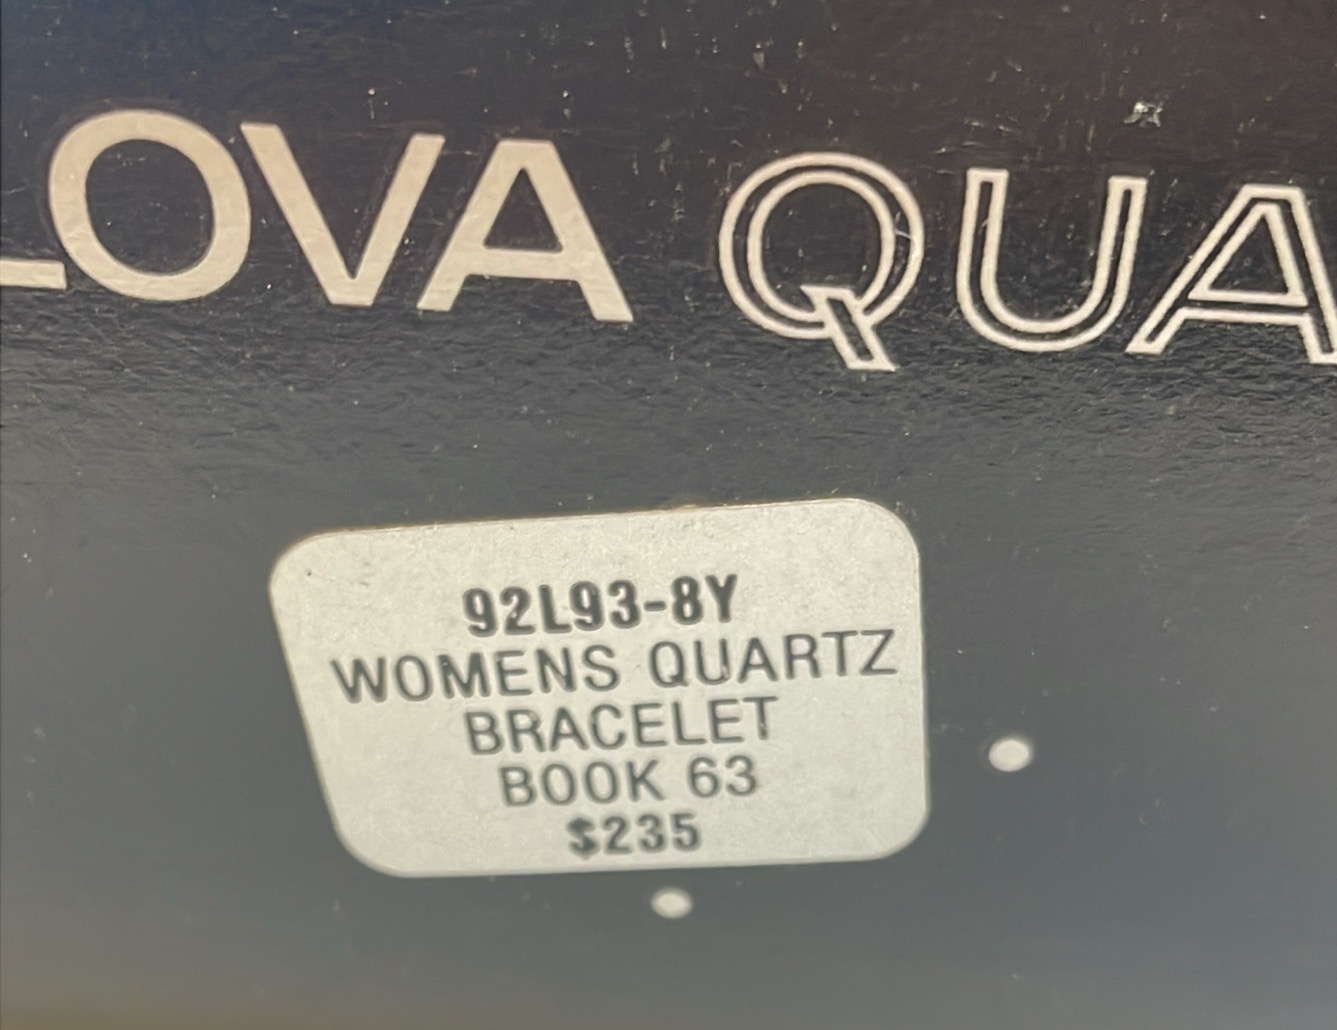 LOVA QUA
92L93-8Y
WOMENS QUARTZ
BRACELET
BOOK 63
$235